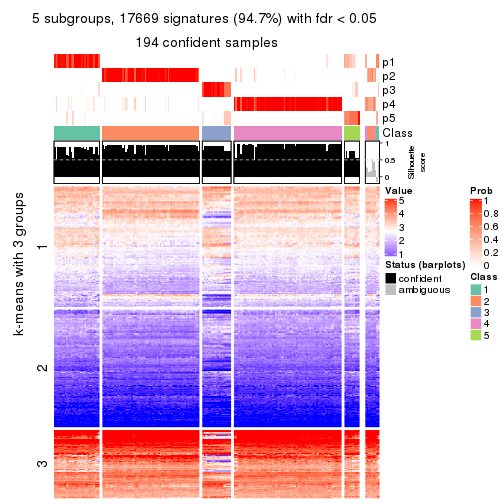 5 subgroups, 17669 signatures (94.7%) with fdr < 0.05
194 confident samples
p1
p2
p3
p4
p5
Class
1
0.5
0
Silhouette
score
k-means with 3 groups
1
2
3
Value
5
4
3
2
1
Status (barplots)
confident
ambiguous
Prob
1
0.8
0.6
0.4
0.2
0
Class
1
2
3
4
5